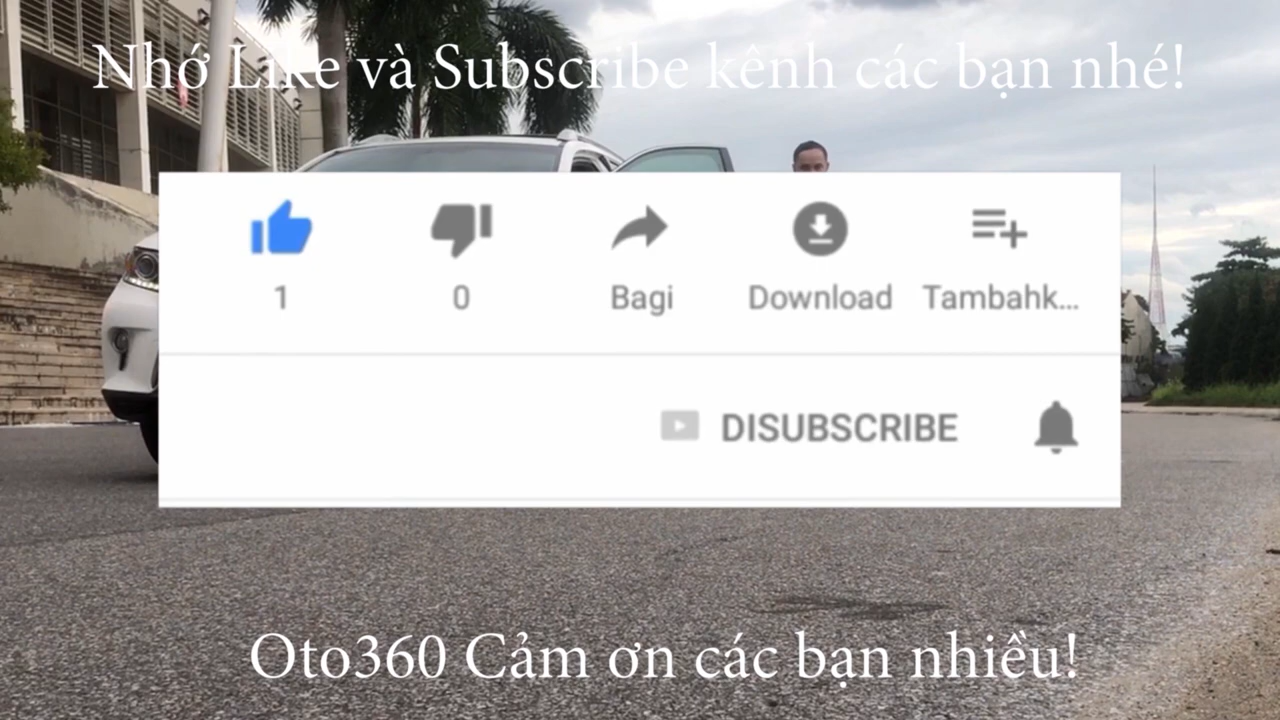 Nhớ Like và Subscribe kênh các bạn nhé!
1 0 Bagi Download Tambahk...
DISUBSCRIBE
Oto360 Cảm ơn các bạn nhiều!